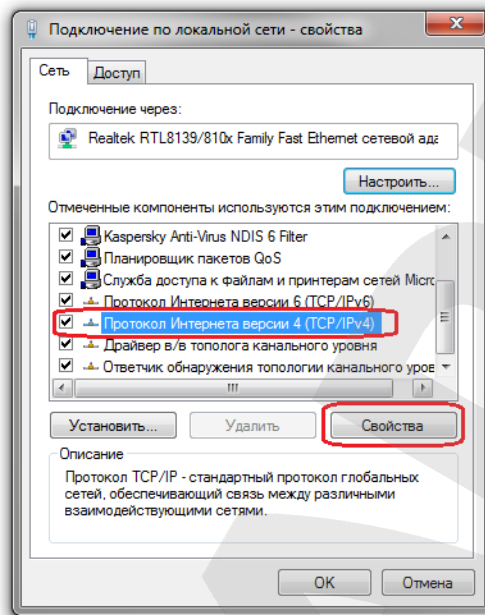 Подключение по локальной сети - свойства
Сеть
Доступ
Подключение через:
Realtek RTL8139/810x Family Fast Ethernet сетевой ада
Настроить...
Отмеченные компоненты используются этим подключением:
Kaspersky Anti-Virus NDIS 6 Filter
Планировщик пакетов QoS
Служба доступа к файлам и принтерам сетей Micro
Протокол Интернета версии 6 (TCP/IPv6)
Протокол Интернета версии 4 (TCP/IPv4)
Драйвер в/в тополога канального уровня
Ответчик обнаружения топологии канального уров
Установить...
Удалить
Свойства
Описание
Протокол TCP/IP - стандартный протокол глобальных
сетей, обеспечивающий связь между различными
взаимодействующими сетями.
OK
Отмена